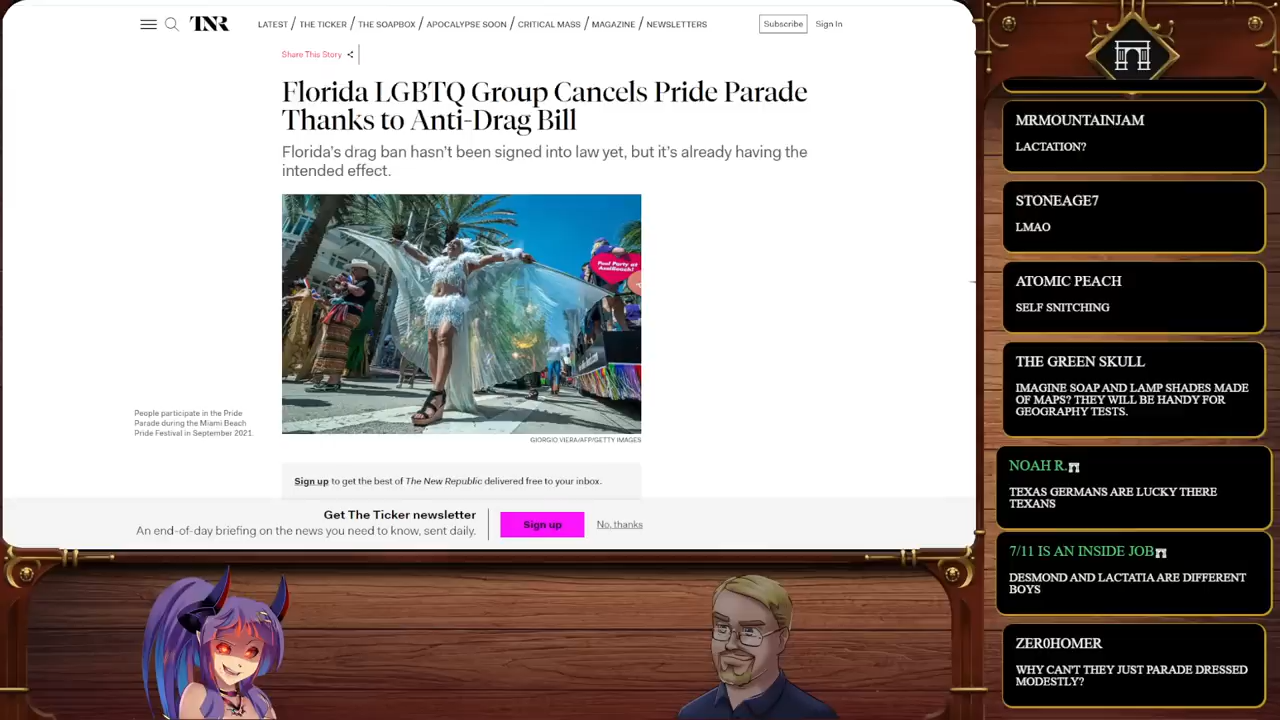 TNR
LATEST / THE TICKER / THE SOAPBOX / APOCALYPSE SOON / CRITICAL MASS / MAGAZINE / NEWSLETTERS
Subscribe
Sign In
Share This Story
Florida LGBTQ Group Cancels Pride Parade
Thanks to Anti-Drag Bill
Florida's drag ban hasn't been signed into law yet, but it's already having the
intended effect.
Pool Party at
People participate in the Pride
Parade during the Miami Beach
Pride Festival in September 2021.
GIORGIO VIERA/AFP/GETTY IMAGES
Sign up to get the best of The New Republic delivered free to your inbox.
Get The Ticker newsletter
An end-of-day briefing on the news you need to know, sent daily.
Sign up
No, thanks
MRMOUNTAINJAM
LACTATION?
STONEAGE7
LMAO
ATOMIC PEACH
SELF SNITCHING
THE GREEN SKULL
IMAGINE SOAP AND LAMP SHADES MADE
OF MAPS? THEY WILL BE HANDY FOR
GEOGRAPHY TESTS.
NOAH R.
TEXAS GERMANS ARE LUCKY THERE
TEXANS
7/11 IS AN INSIDE JOB
DESMOND AND LACTATIA ARE DIFFERENT
BOYS
ZER0HOMER
WHY CAN'T THEY JUST PARADE DRESSED
MODESTLY?